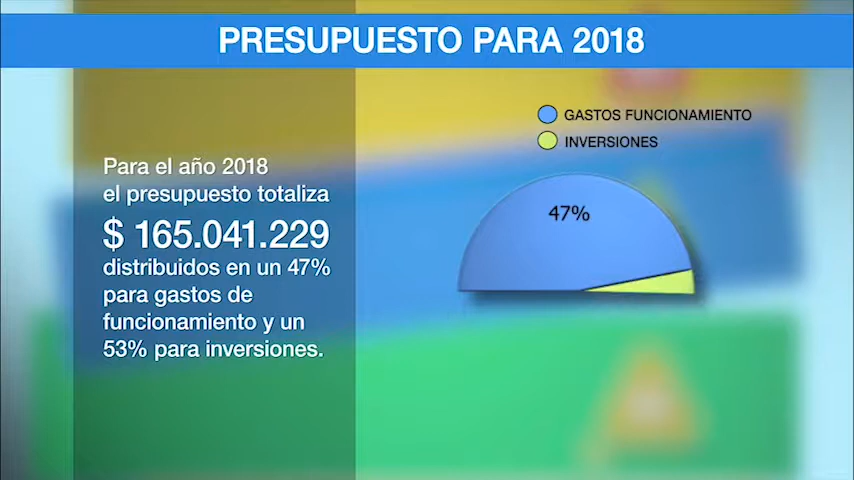 PRESUPUESTO PARA 2018
Para el año 2018
el presupuesto totaliza
$ 165.041.229
distribuidos en un 47%
para gastos de
funcionamiento y un
53% para inversiones.
GASTOS FUNCIONAMIENTO
INVERSIONES
47%